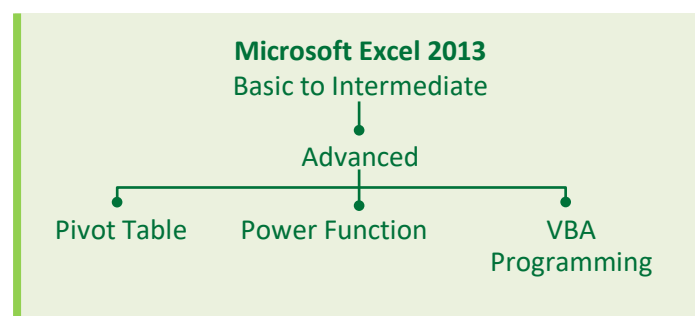 Microsoft Excel 2013
Basic to Intermediate
Advanced
Pivot Table
Power Function
VBA
Programming